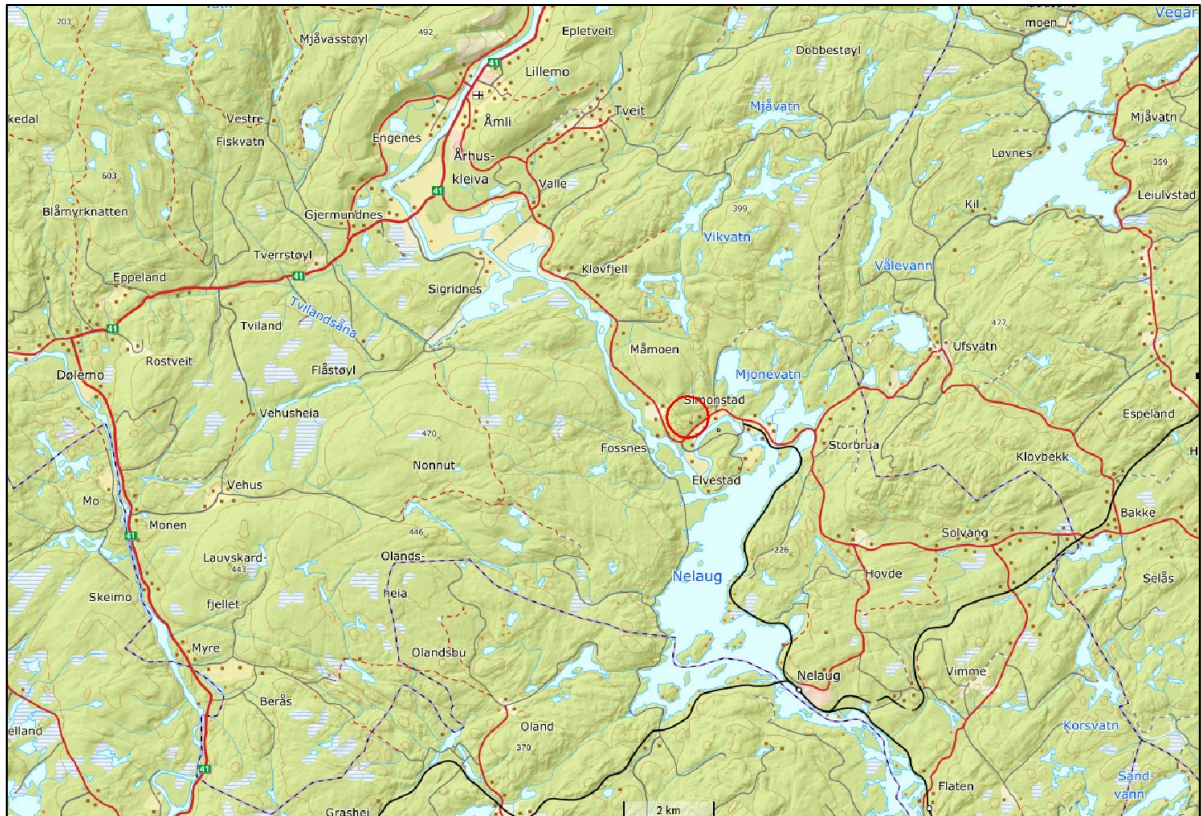 Vegår
moen
703
Mjåvasstøyl
492
Epletveit
41
Lillemo
Dobbestøyl
kedal
Vestre
Fiskvatn
Engenes
Åmli
Tveit
Mjåvatn
Mjåvatn
Løvnes
359
603
Århus-
kleiva
41
Valle
Leiulvstad
Kil
Blåmyrknatten
Gjermundnes
399
Vikvatn
Tverrstøyl
Vålevann
Eppeland
41
Sigridnes
Kløvfjell
Tvilandsåna
Tviland
41
477
Rostveit
Flåstøyl
Måmoen
Ufsvatn
Dølemo
Mjonevatn
Simonstad
Vehusheia
Espeland
470
Fossnes
Storbrua
Klovbekk
H
Nonnut
Elvestad
Vehus
Mo
Monen
41
446
Solvang
Bakke
Lauvskard-
443
fjellet
Olands-
heia
226
Hovde
Nelaug
Selås
Skeimo
Myre
Olandsbu
Nelaug
Vimme
Berås
elland
Oland
370
Korsvatn
41
Sand-
vann
Flaten
Grashei
2 km